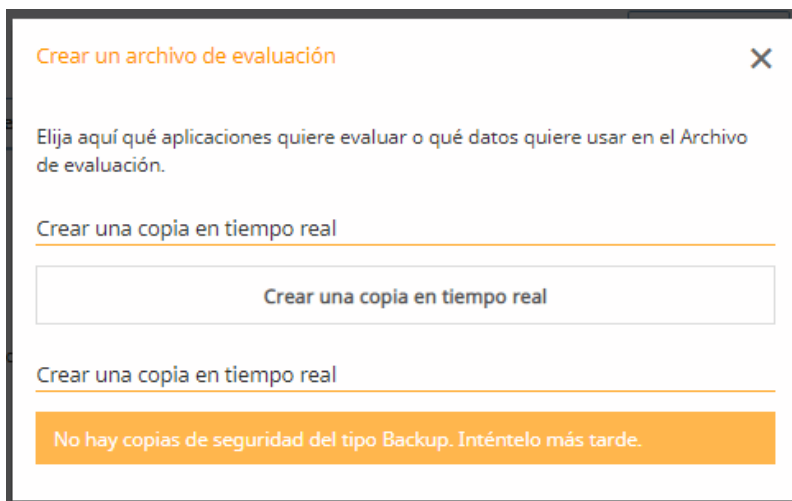 Crear un archivo de evaluación
Elija aquí qué aplicaciones quiere evaluar o qué datos quiere usar en el Archivo
de evaluación.
Crear una copia en tiempo real
Crear una copia en tiempo real
Crear una copia en tiempo real
No hay copias de seguridad del tipo Backup. Inténtelo más tarde.